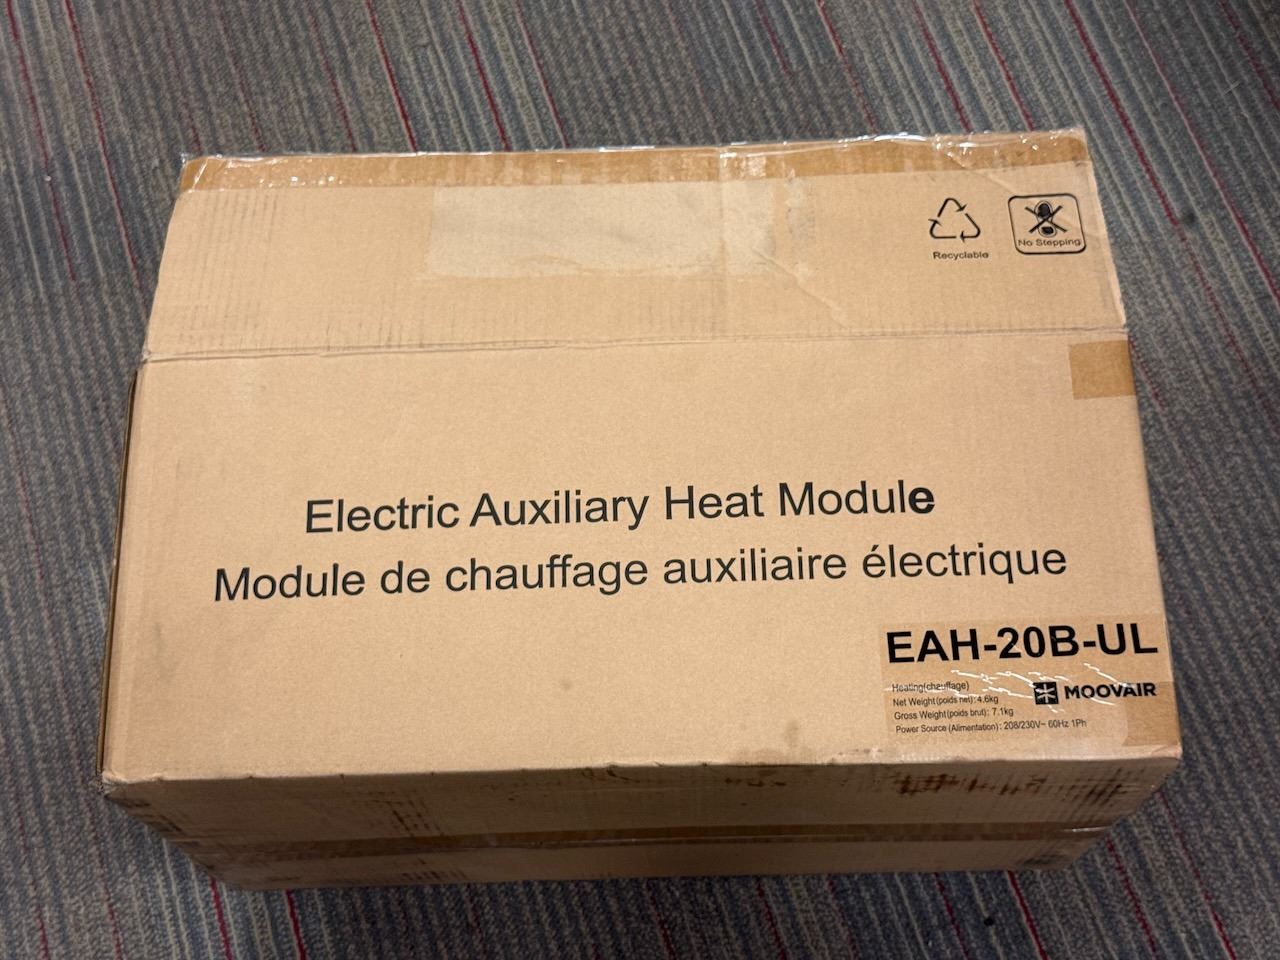 Recyclable
No Stepping
Electric Auxiliary Heat Module
Module de chauffage auxiliaire électrique
EAH-20B-UL
Heating(chauffage)
Net Weight(poids net): 4.6kg
Gross Weight(poids brut): 7.1kg
Power Source (Alimentation): 208/230V~ 60Hz 1Ph
MOOVAIR